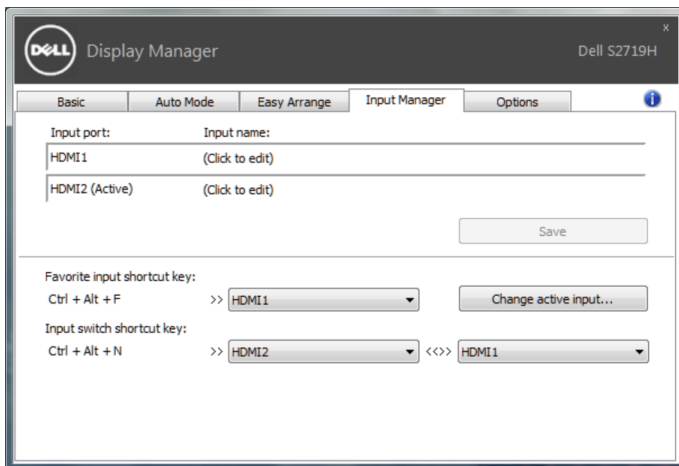 x
DELL Display Manager Dell S2719H
Basic Auto Mode Easy Arrange Input Manager Options i
Input port: Input name:
HDMI1 (Click to edit)
HDMI2 (Active) (Click to edit)
Save
Favorite input shortcut key:
Ctrl + Alt + F >> HDMI1 Change active input...
Input switch shortcut key:
Ctrl + Alt + N >> HDMI2 <<>> HDMI1